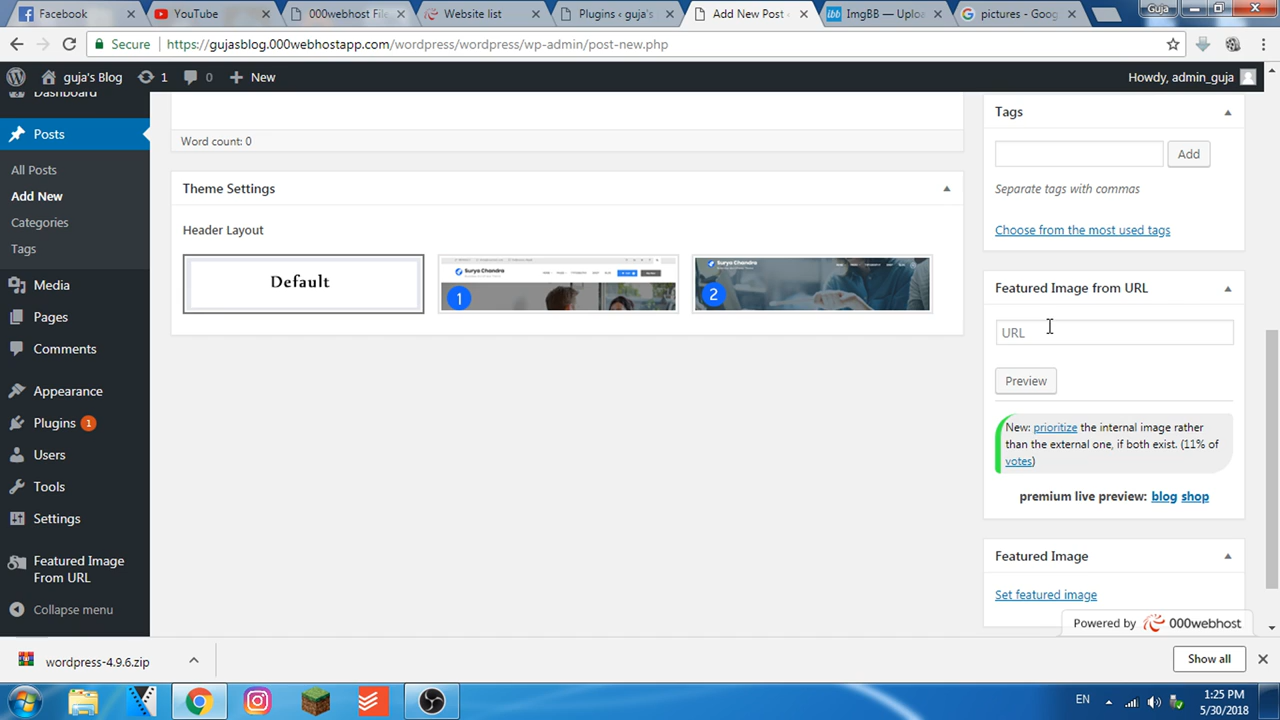 Facebook
YouTube
000webhost File
Website list
Plugins ‹ guja's
Add New Post ‹
ImgBB — Uploa
pictures - Goog
Guja
Secure
https://gujasblog.000webhostapp.com/wordpress/wordpress/wp-admin/post-new.php
guja's Blog
1
0
New
Howdy, admin_guja
Dashboard
Posts
All Posts
Add New
Categories
Tags
Media
Pages
Comments
Appearance
Plugins 1
Users
Tools
Settings
Featured Image
From URL
Collapse menu
Word count: 0
Theme Settings
Header Layout
Default
Surya Chandra
1
Surya Chandra
2
Tags
Add
Separate tags with commas
Choose from the most used tags
Featured Image from URL
URL
Preview
New: prioritize the internal image rather
than the external one, if both exist. (11% of
votes)
premium live preview: blog shop
Featured Image
Set featured image
Powered by 000webhost
wordpress-4.9.6.zip
Show all
EN
1:25 PM
5/30/2018